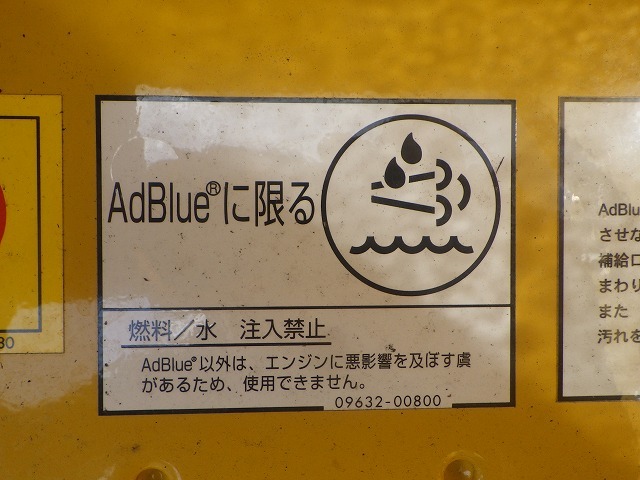 AdBlue®に限る
燃料/水 注入禁止
AdBlue®以外は、エンジンに悪影響を及ぼす虞
があるため、使用できません。
09632-00800
AdBlu
させな
補給口
まわり
また
汚れを
80